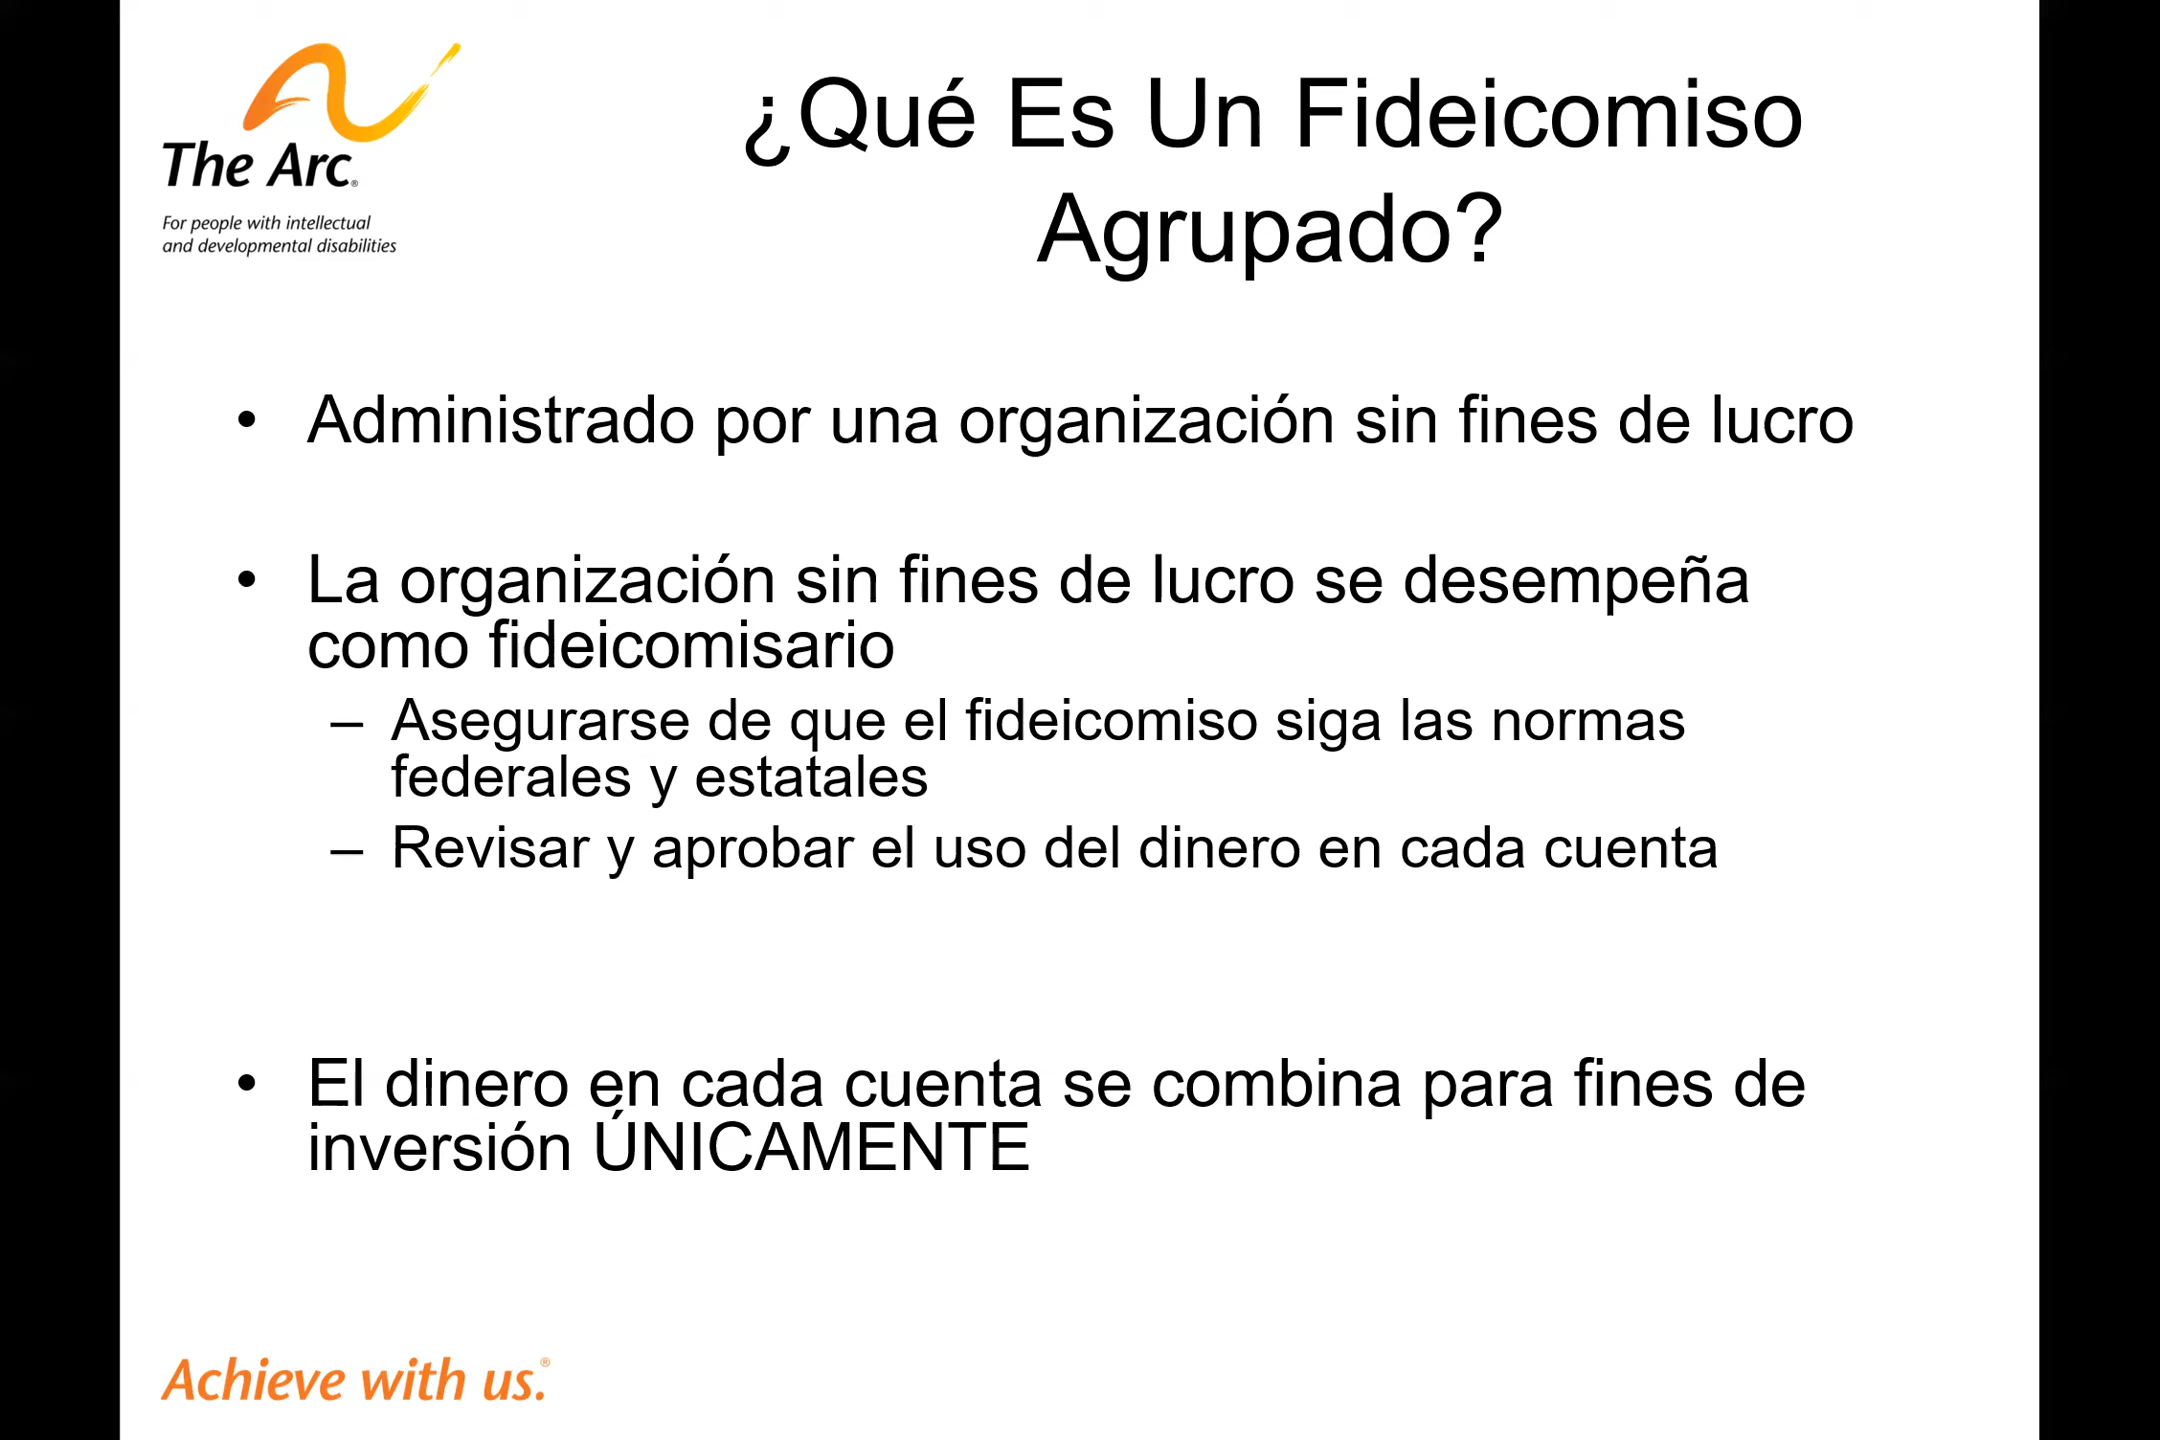 The Arc®
For people with intellectual
and developmental disabilities
¿Qué Es Un Fideicomiso
Agrupado?
• Administrado por una organización sin fines de lucro
• La organización sin fines de lucro se desempeña
como fideicomisario
– Asegurarse de que el fideicomiso siga las normas
federales y estatales
– Revisar y aprobar el uso del dinero en cada cuenta
• El dinero en cada cuenta se combina para fines de
inversión ÚNICAMENTE
Achieve with us.®